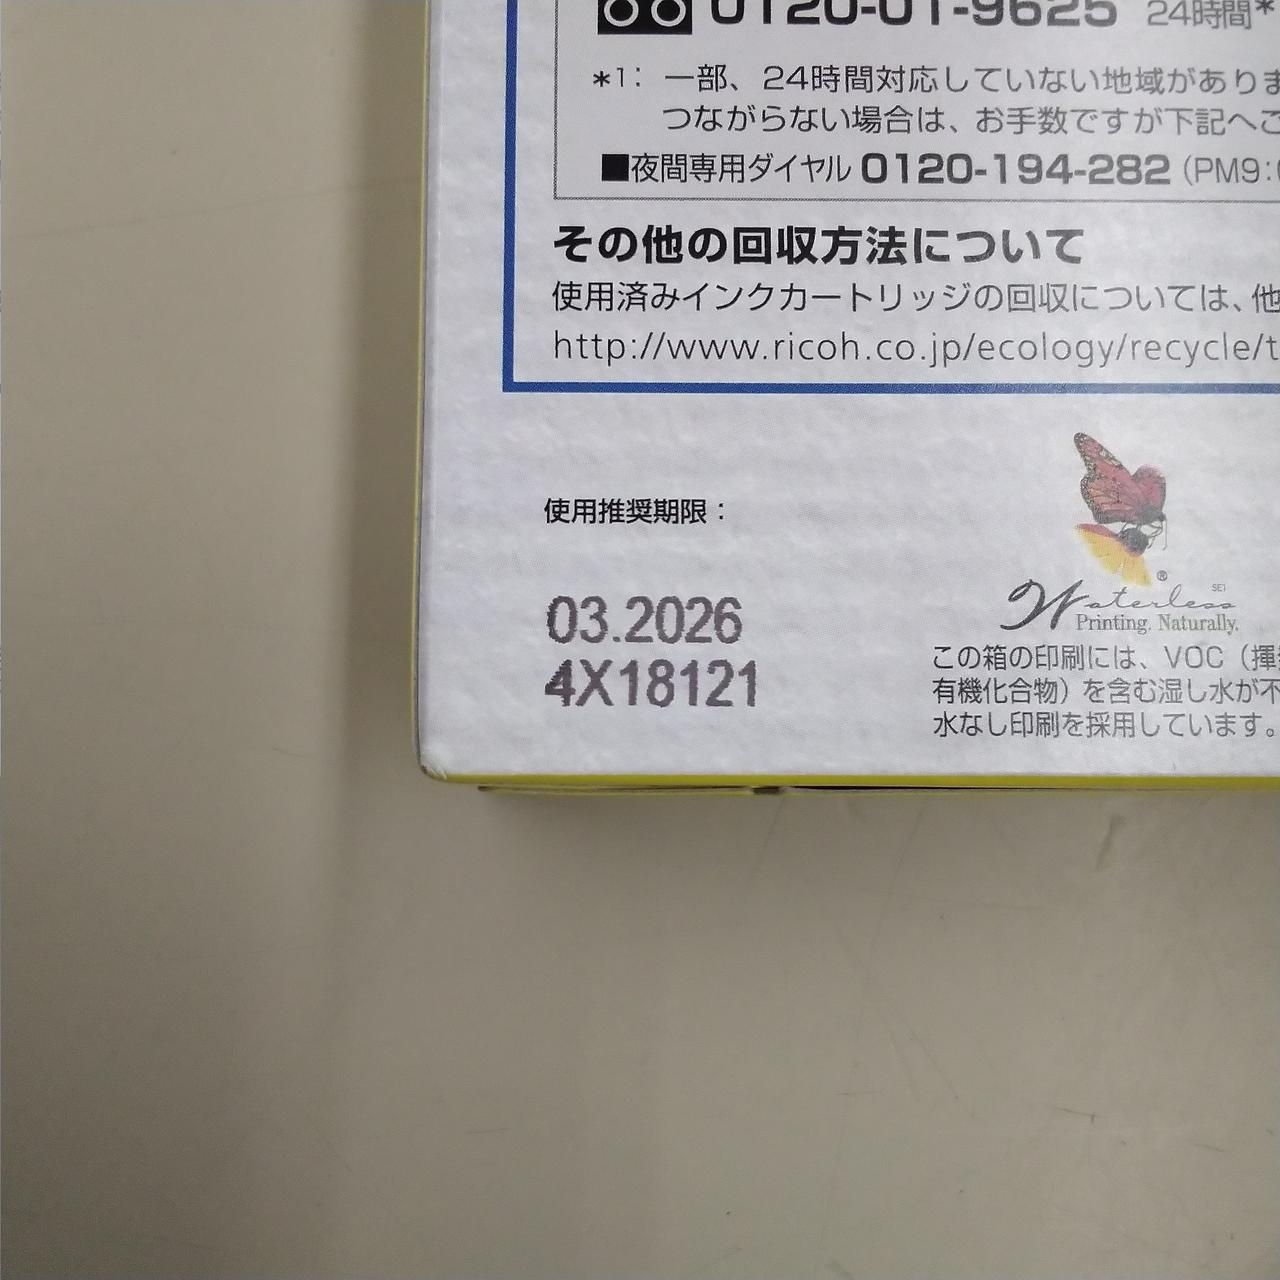 0120-01-9625 24時間*
*1： 一部、24時間対応していない地域がありま
つながらない場合は、お手数ですが下記へご
■夜間専用ダイヤル 0120-194-282 (PM9:
その他の回収方法について
使用済みインクカートリッジの回収については、他
http://www.ricoh.co.jp/ecology/recycle/t
使用推奨期限：
03.2026
4X18121
®
SEI
Waterless
Printing. Naturally.
この箱の印刷には、VOC（揮
有機化合物）を含む湿し水が不
水なし印刷を採用しています。